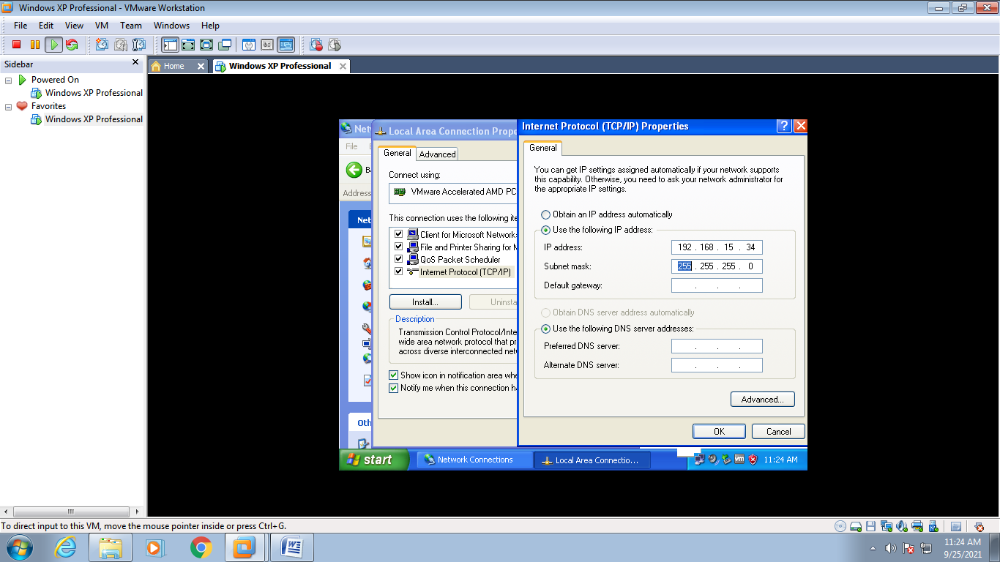 Windows XP Professional - VMware Workstation
File Edit View VM Team Windows Help
Sidebar
Powered On
Windows XP Professional
Favorites
Windows XP Professional
Home
Windows XP Professional
Net
File
Address
Net
Oth
Local Area Connection Prope
General Advanced
Connect using:
VMware Accelerated AMD PC
This connection uses the following ite
Client for Microsoft Network
File and Printer Sharing for M
QoS Packet Scheduler
Internet Protocol (TCP/IP)
Install... Uninsta
Description
Transmission Control Protocol/Inte
wide area network protocol that pr
across diverse interconnected net
Show icon in notification area whe
Notify me when this connection ha
Internet Protocol (TCP/IP) Properties
General
You can get IP settings assigned automatically if your network supports
this capability. Otherwise, you need to ask your network administrator for
the appropriate IP settings.
Obtain an IP address automatically
Use the following IP address:
IP address: 192 . 168 . 15 . 34
Subnet mask: 255 . 255 . 255 . 0
Default gateway: . . .
Obtain DNS server address automatically
Use the following DNS server addresses:
Preferred DNS server: . . .
Alternate DNS server: . . .
Advanced...
OK Cancel
start Network Connections Local Area Connectio... 11:24 AM
To direct input to this VM, move the mouse pointer inside or press Ctrl+G.
11:24 AM
9/25/2021